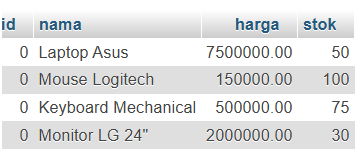 id nama harga stok
0 Laptop Asus 7500000.00 50
0 Mouse Logitech 150000.00 100
0 Keyboard Mechanical 500000.00 75
0 Monitor LG 24" 2000000.00 30